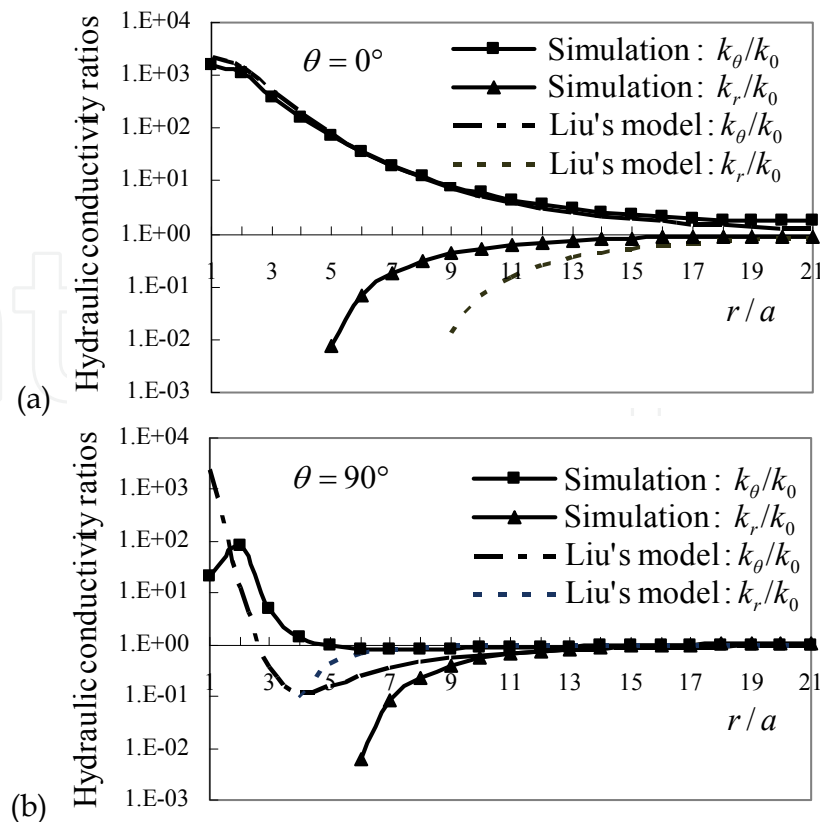 (a)
Hydraulic conductivity ratios
1.E+04
1.E+03
1.E+02
1.E+01
1.E+00
1.E-01
1.E-02
1.E-03
θ = 0°
Simulation : kθ/k0
Simulation : kr/k0
Liu's model : kθ/k0
Liu's model : kr/k0
1 3 5 7 9 11 13 15 17 19 21
r / a
(b)
Hydraulic conductivity ratios
1.E+04
1.E+03
1.E+02
1.E+01
1.E+00
1.E-01
1.E-02
1.E-03
θ = 90°
Simulation : kθ/k0
Simulation : kr/k0
Liu's model : kθ/k0
Liu's model : kr/k0
1 3 5 7 9 11 13 15 17 19 21
r / a